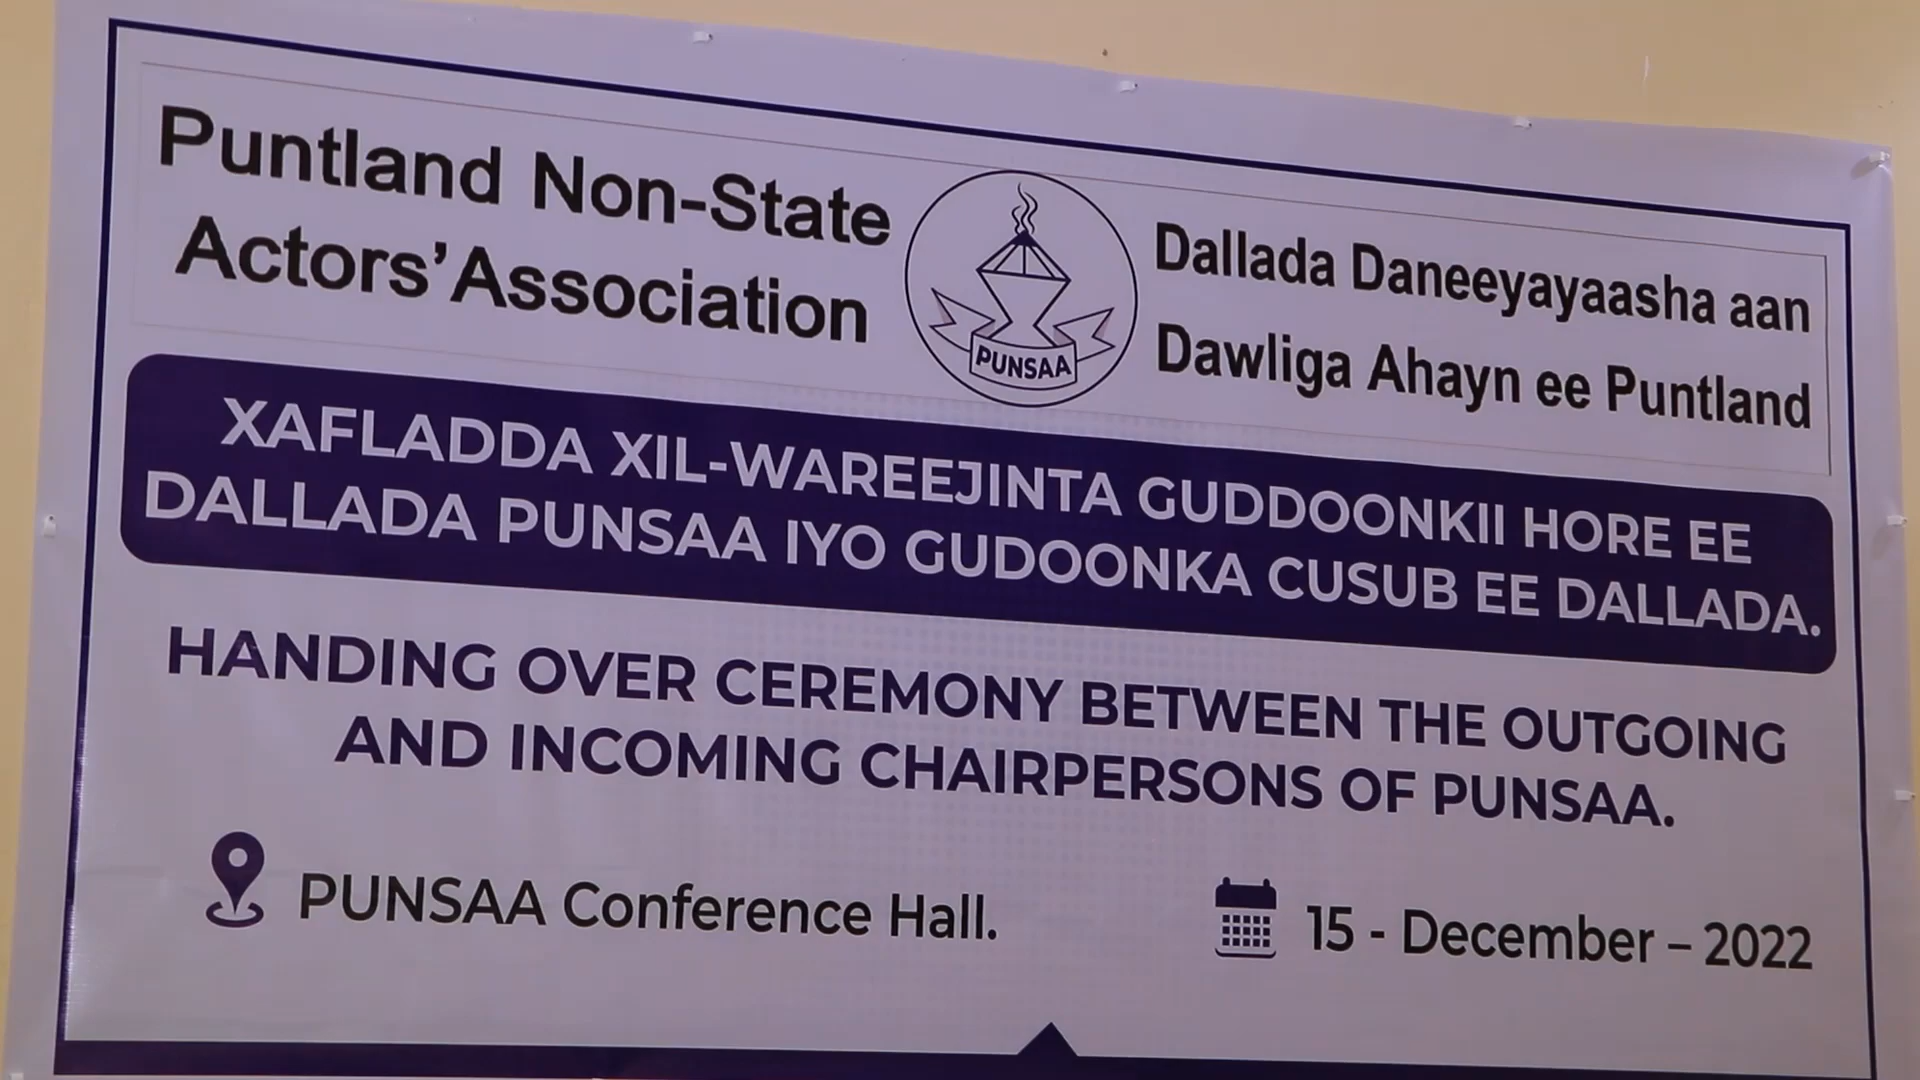 Puntland Non-State
Actors’ Association
PUNSAA
Dallada Daneeyayaasha aan
Dawliga Ahayn ee Puntland
XAFLADDA XIL-WAREEJINTA GUDDOONKII HORE EE
DALLADA PUNSAA IYO GUDOONKA CUSUB EE DALLADA.
HANDING OVER CEREMONY BETWEEN THE OUTGOING
AND INCOMING CHAIRPERSONS OF PUNSAA.
PUNSAA Conference Hall.
15 - December – 2022